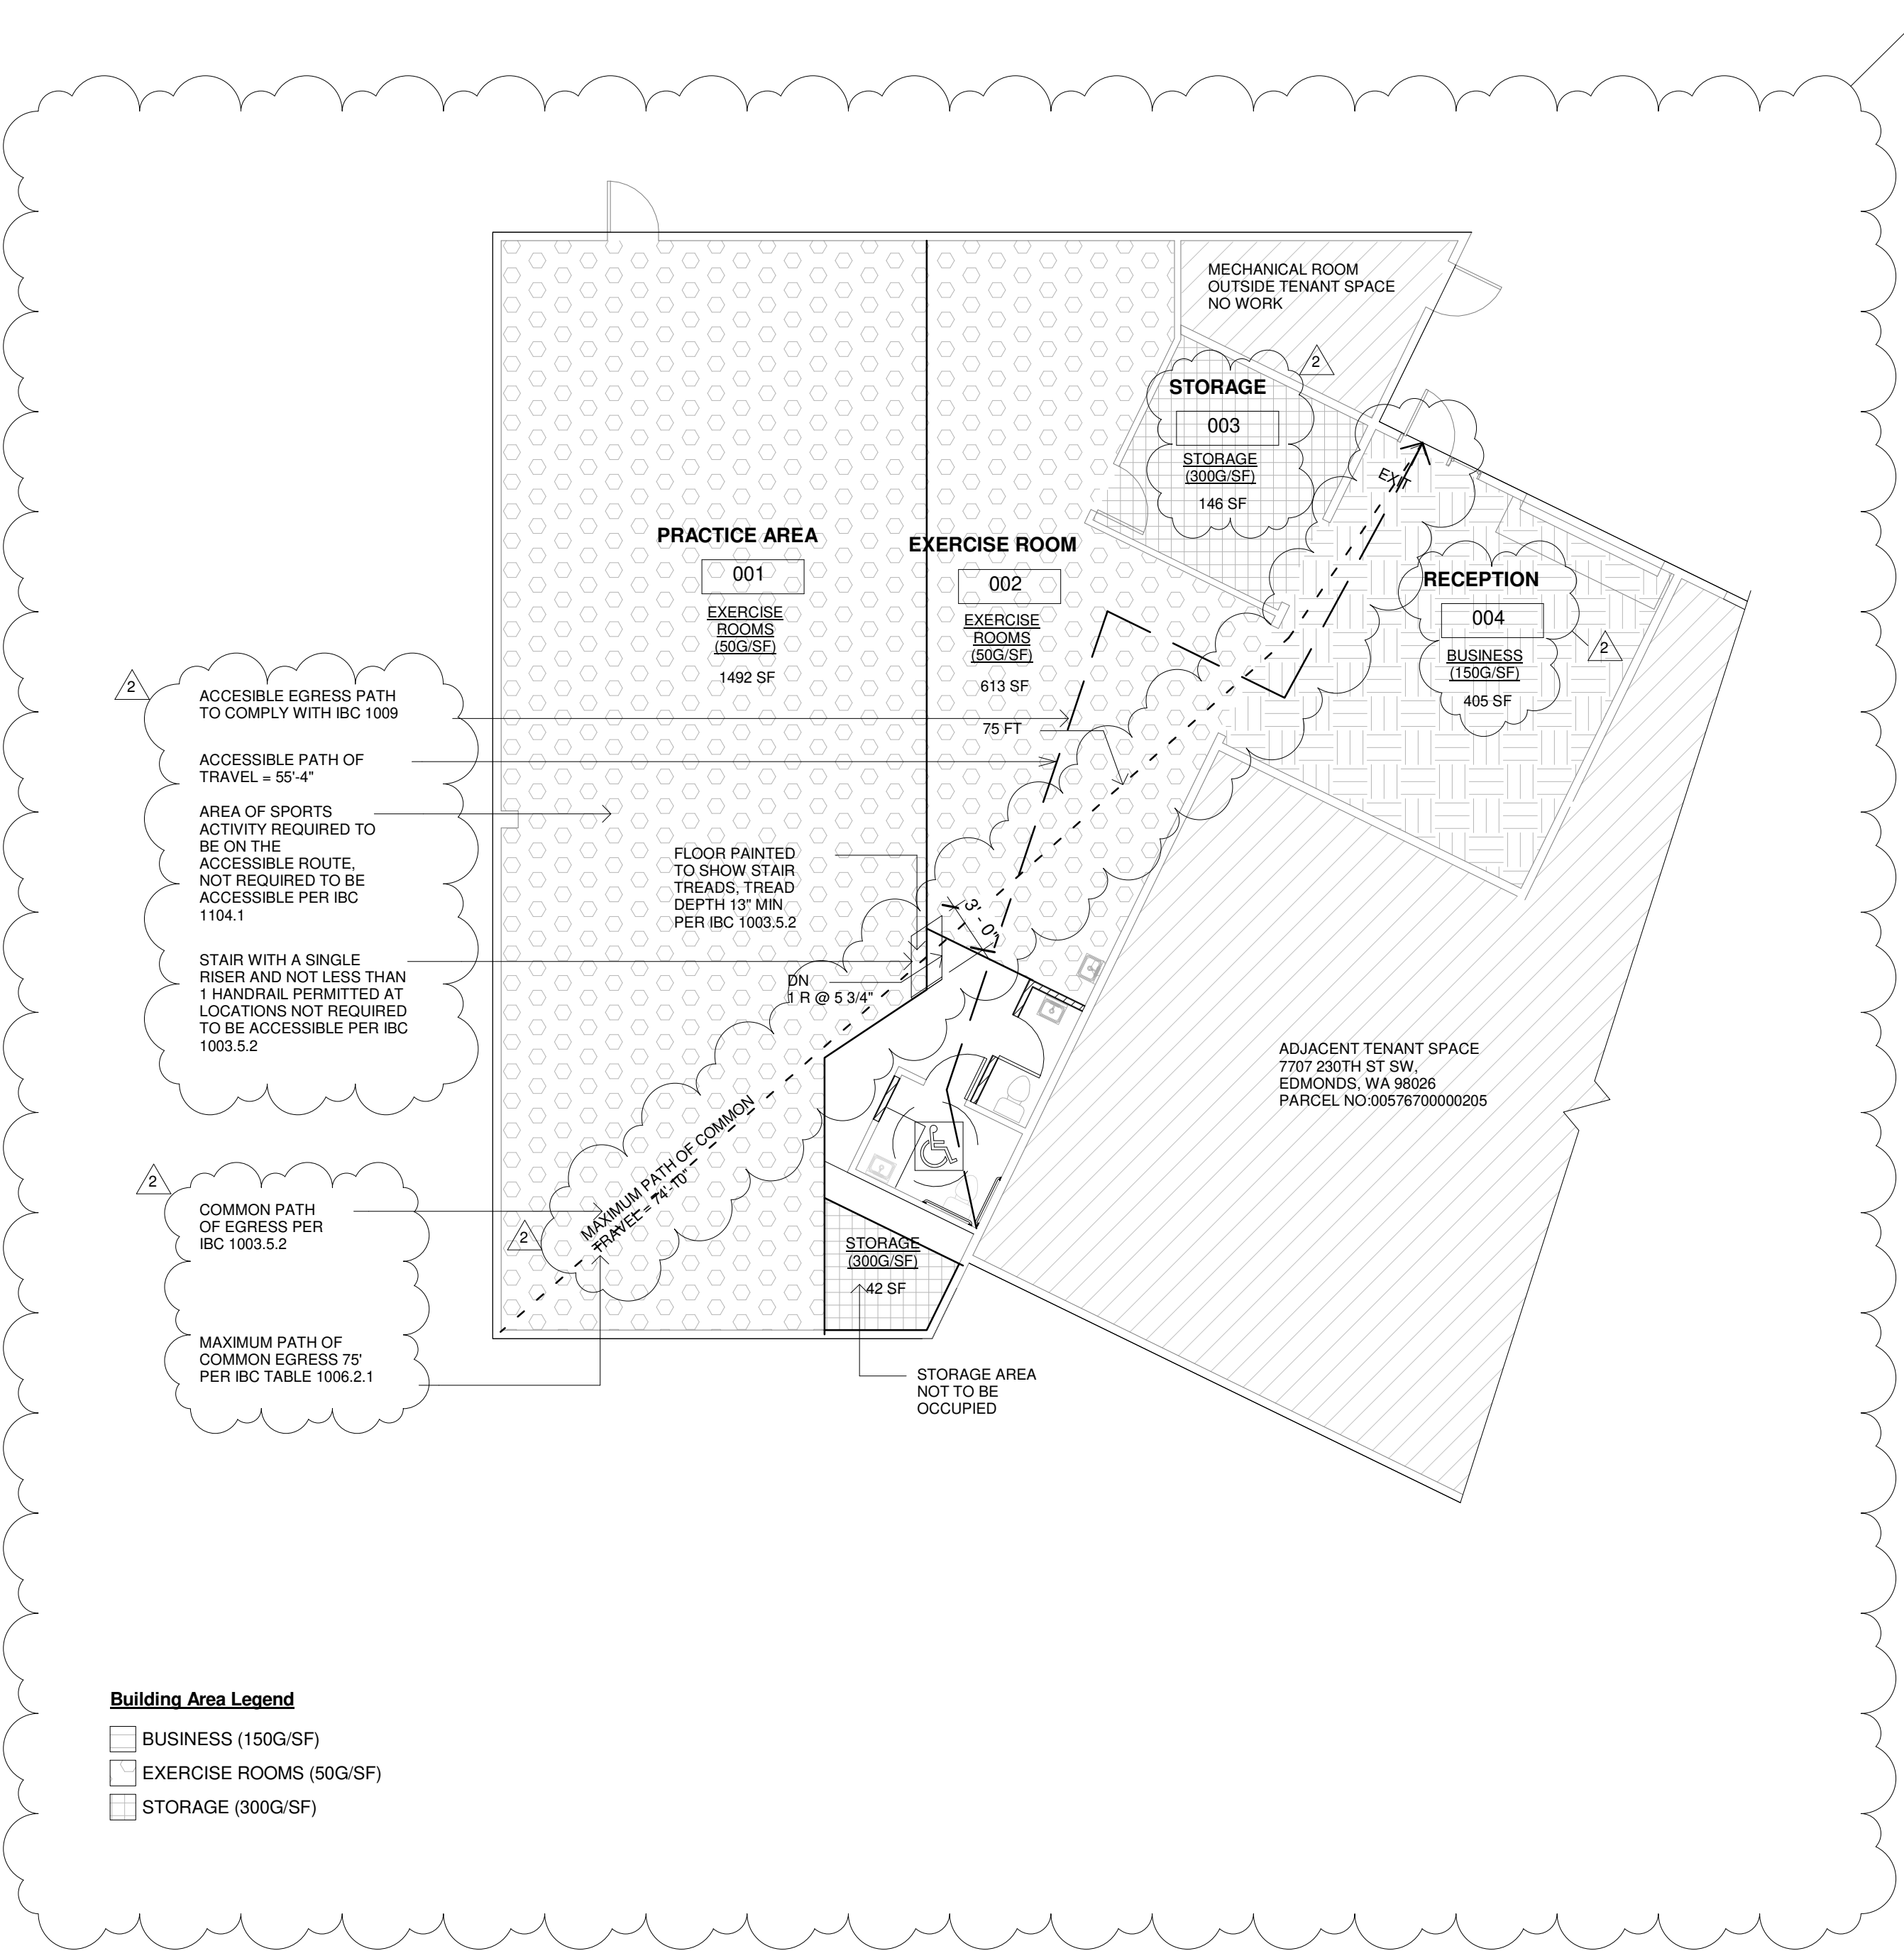 MECHANICAL ROOM
OUTSIDE TENANT SPACE
NO WORK
2
STORAGE
003
STORAGE
(300G/SF)
146 SF
EXIT
PRACTICE AREA
001
EXERCISE
ROOMS
(50G/SF)
1492 SF
EXERCISE ROOM
002
EXERCISE
ROOMS
(50G/SF)
613 SF
75 FT
RECEPTION
004
BUSINESS
(150G/SF)
405 SF
2
2
ACCESIBLE EGRESS PATH
TO COMPLY WITH IBC 1009
ACCESSIBLE PATH OF
TRAVEL = 55'-4"
AREA OF SPORTS
ACTIVITY REQUIRED TO
BE ON THE
ACCESSIBLE ROUTE,
NOT REQUIRED TO BE
ACCESSIBLE PER IBC
1104.1
STAIR WITH A SINGLE
RISER AND NOT LESS THAN
1 HANDRAIL PERMITTED AT
LOCATIONS NOT REQUIRED
TO BE ACCESSIBLE PER IBC
1003.5.2
FLOOR PAINTED
TO SHOW STAIR
TREADS, TREAD
DEPTH 13" MIN
PER IBC 1003.5.2
3' - 0"
DN
1 R @ 5 3/4"
ADJACENT TENANT SPACE
7707 230TH ST SW,
EDMONDS, WA 98026
PARCEL NO:00576700000205
MAXIMUM PATH OF COMMON
TRAVEL = 74'-10"
2
2
COMMON PATH
OF EGRESS PER
IBC 1003.5.2
MAXIMUM PATH OF
COMMON EGRESS 75'
PER IBC TABLE 1006.2.1
STORAGE
(300G/SF)
42 SF
STORAGE AREA
NOT TO BE
OCCUPIED
Building Area Legend
BUSINESS (150G/SF)
EXERCISE ROOMS (50G/SF)
STORAGE (300G/SF)